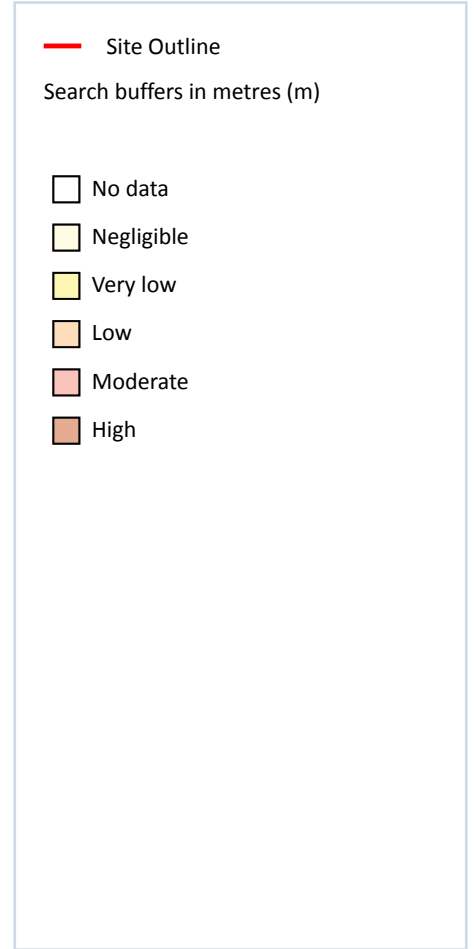 Site Outline
Search buffers in metres (m)
No data
Negligible
Very low
Low
Moderate
High